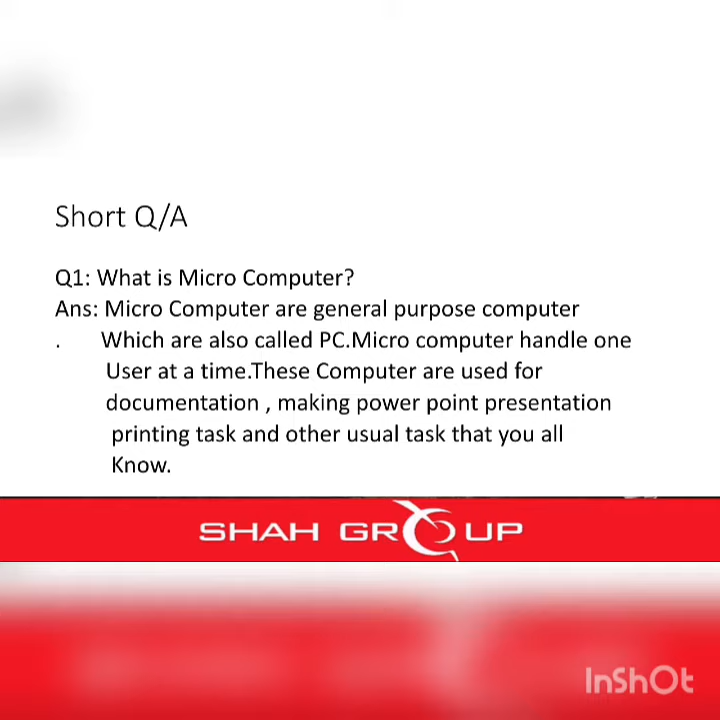 Short Q/A
Q1: What is Micro Computer?
Ans: Micro Computer are general purpose computer
. Which are also called PC.Micro computer handle one
User at a time.These Computer are used for
documentation , making power point presentation
printing task and other usual task that you all
Know.
SHAH GROUP
InShOt